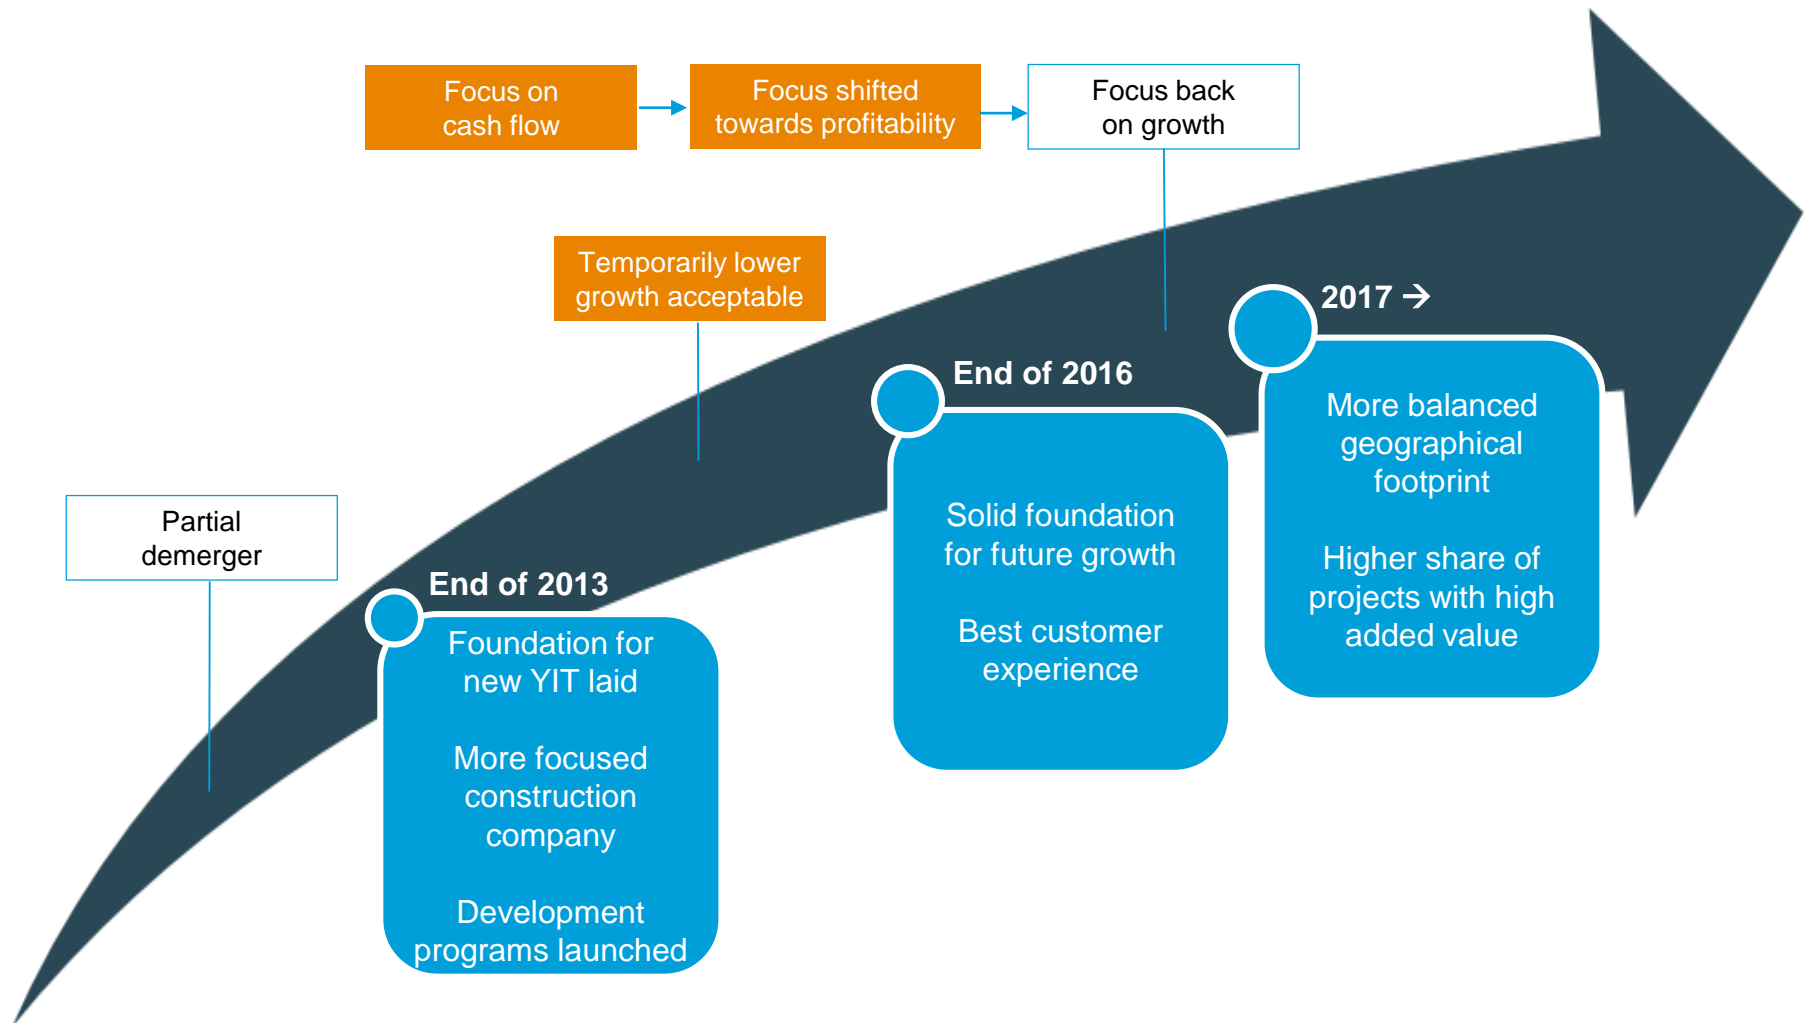 Focus on
cash flow
Focus shifted
towards profitability
Focus back
on growth
Temporarily lower
growth acceptable
Partial
demerger
End of 2013
Foundation for
new YIT laid
More focused
construction
company
Development
programs launched
End of 2016
Solid foundation
for future growth
Best customer
experience
2017 →
More balanced
geographical
footprint
Higher share of
projects with high
added value